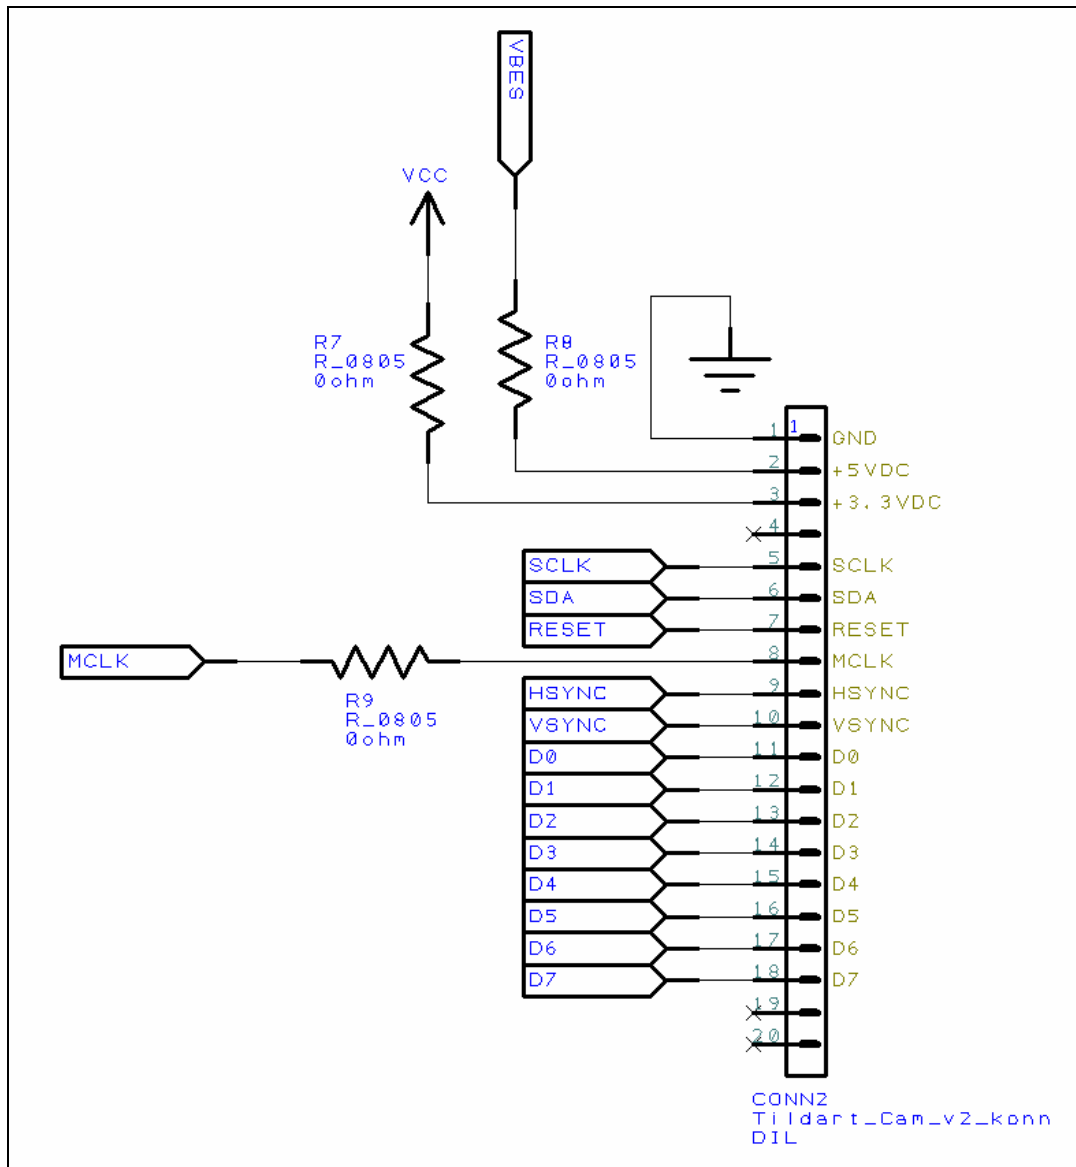 VBES
VCC
R7
R_0805
0ohm
R8
R_0805
0ohm
1 1 GND
2 +5VDC
3 +3.3VDC
4
SCLK 5 SCLK
SDA 6 SDA
RESET 7 RESET
MCLK 8 MCLK
R9
R_0805
0ohm
HSYNC 9 HSYNC
VSYNC 10 VSYNC
D0 11 D0
D1 12 D1
D2 13 D2
D3 14 D3
D4 15 D4
D5 16 D5
D6 17 D6
D7 18 D7
19
20
CONN2
Tildart_Cam_v2_konn
DIL